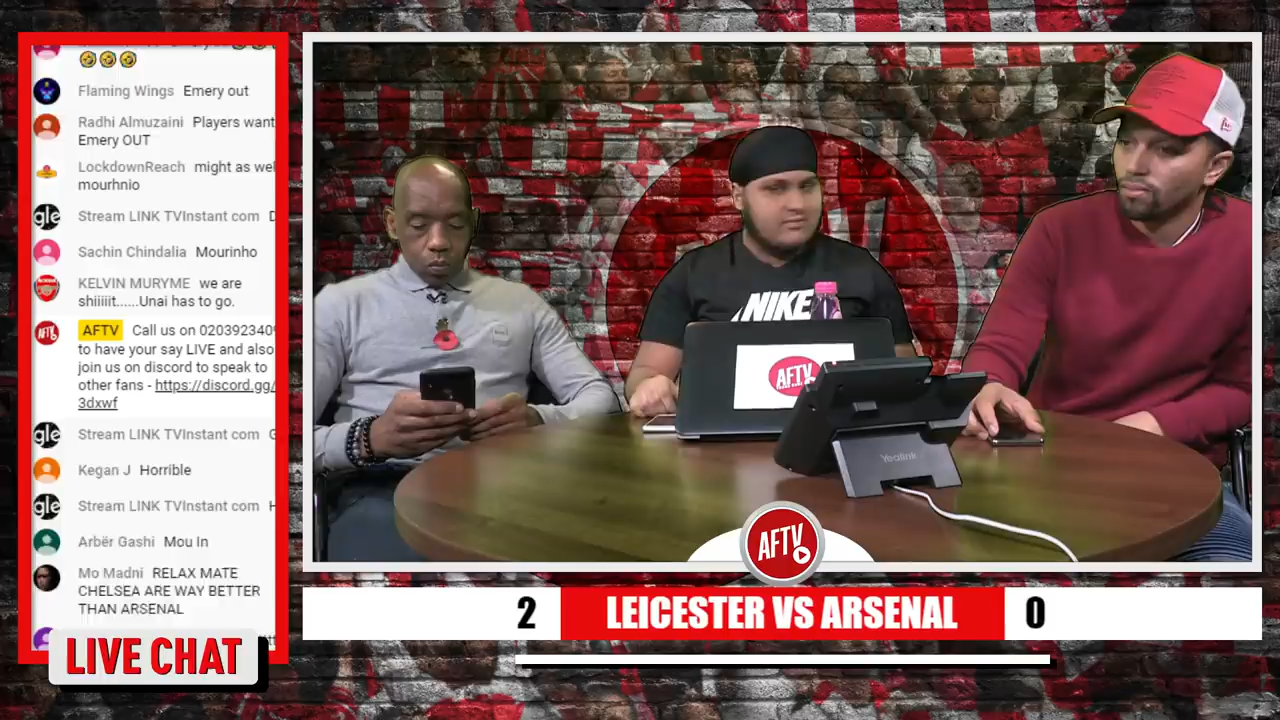 Flaming Wings Emery out
Radhi Almuzaini Players want
Emery OUT
LockdownReach might as wel
mourhnio
gle Stream LINK TVInstant com D
Sachin Chindalia Mourinho
KELVIN MURYME we are
shiiiiit......Unai has to go.
AFTV AFTV Call us on 020392340
to have your say LIVE and also
join us on discord to speak to
other fans - https://discord.gg/
3dxwf
gle Stream LINK TVInstant com
Kegan J Horrible
gle Stream LINK TVInstant com
Arbër Gashi Mou In
Mo Madni RELAX MATE
CHELSEA ARE WAY BETTER
THAN ARSENAL
LIVE CHAT
NIKE
AFTV
Yealink
AFTV
2 LEICESTER VS ARSENAL 0